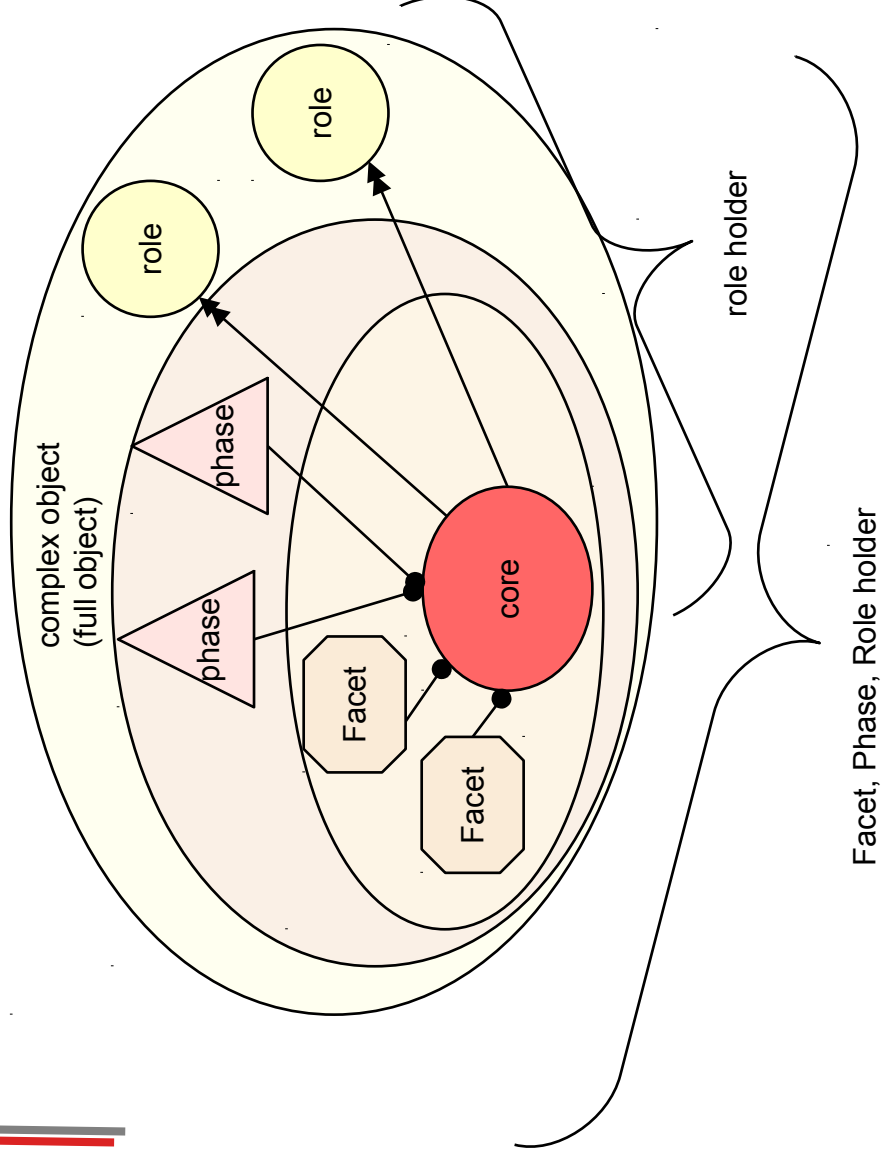 complex object
(full object)
role
role
phase
phase
Facet
Facet
core
role holder
Facet, Phase, Role holder